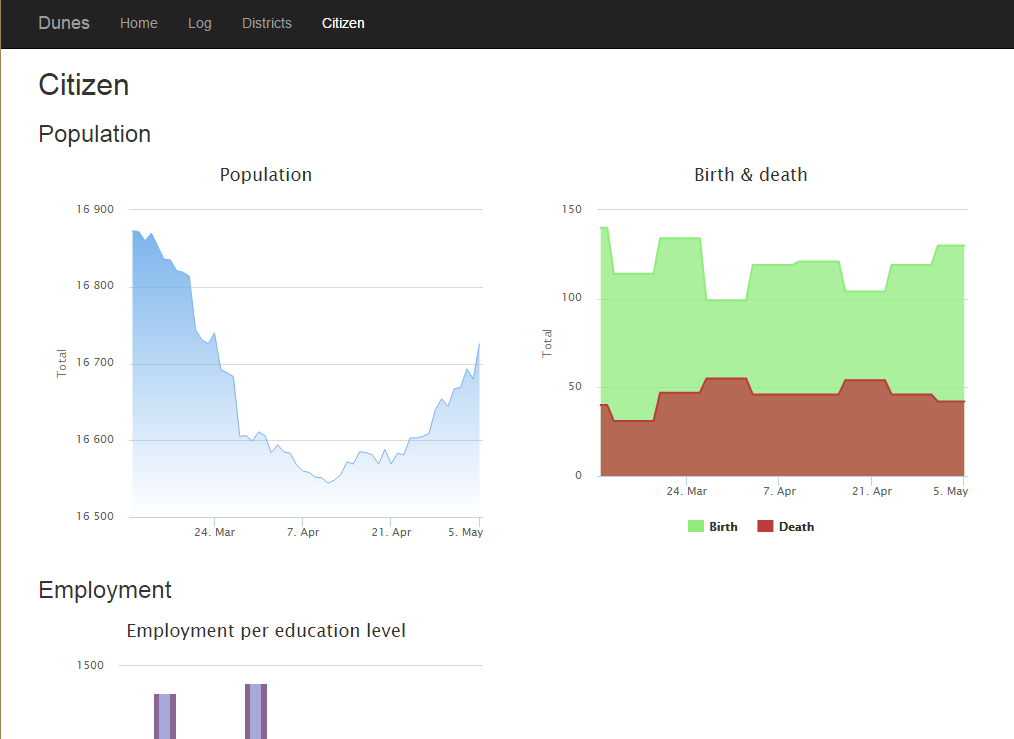 Dunes Home Log Districts Citizen
Citizen
Population
Population
16 900
16 800
16 700
16 600
16 500
Total
24. Mar 7. Apr 21. Apr 5. May
Birth & death
150
100
50
0
Total
24. Mar 7. Apr 21. Apr 5. May
Birth Death
Employment
Employment per education level
1500